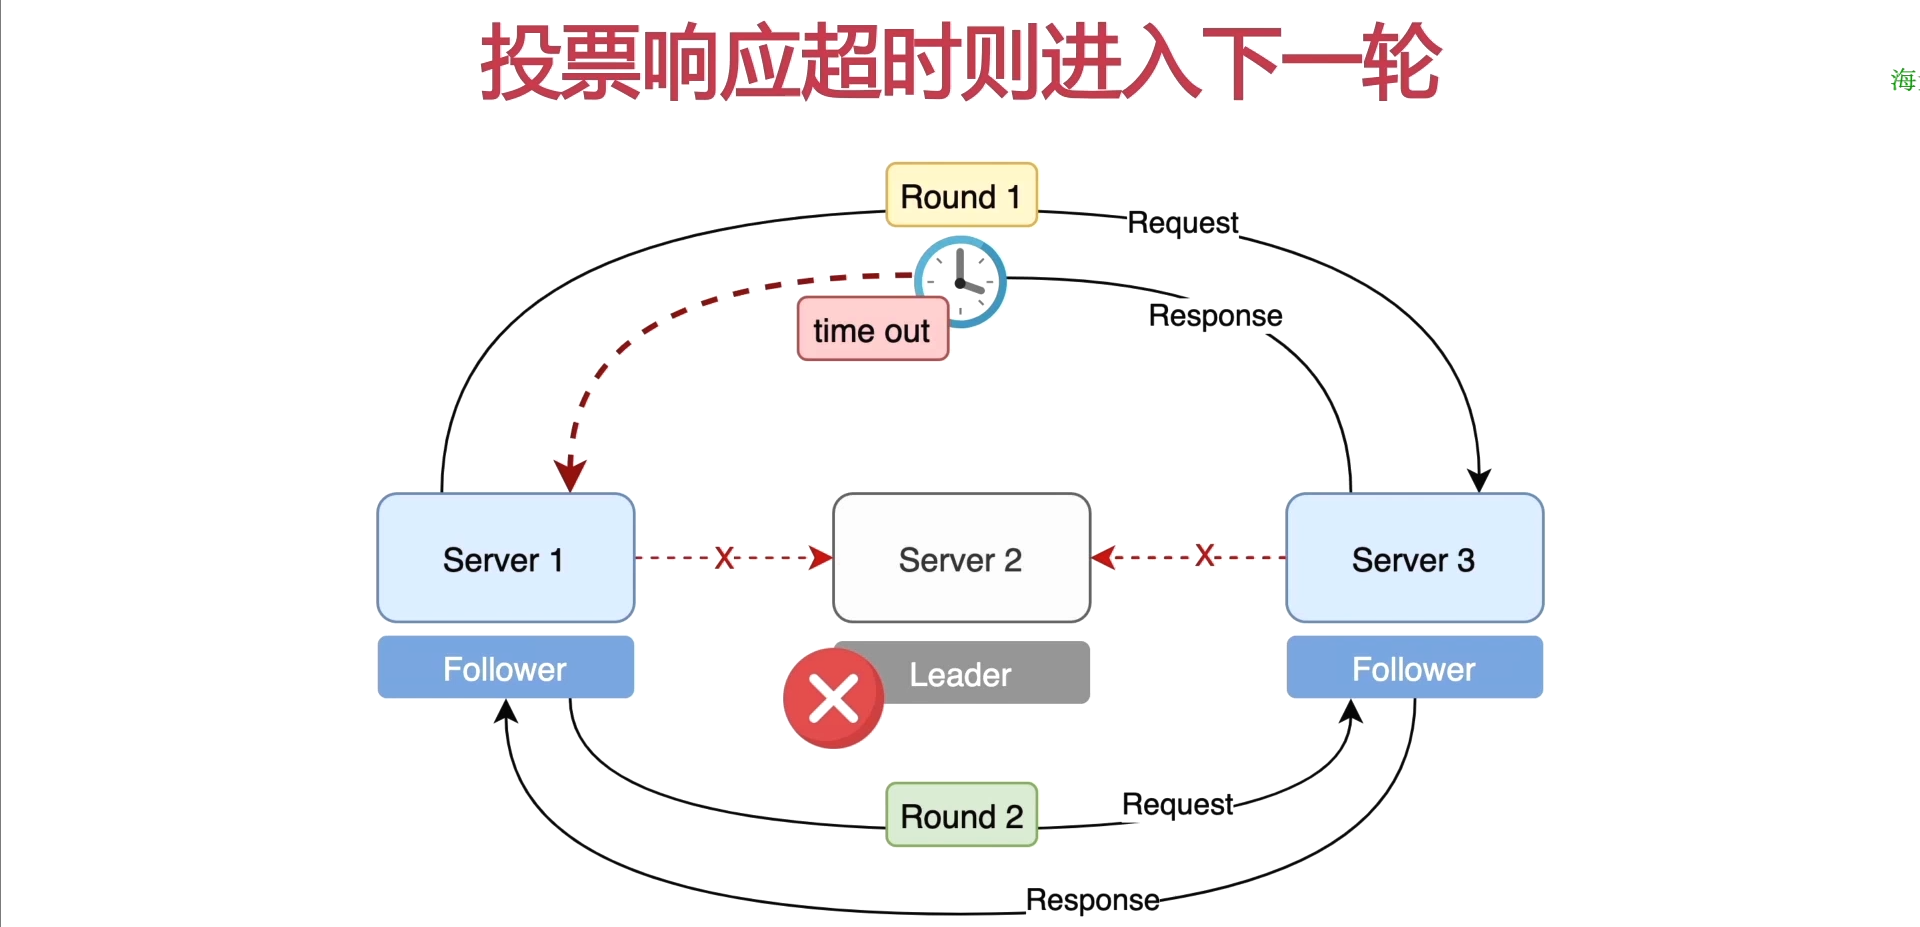 投票响应超时则进入下一轮
海
Round 1
Request
Response
time out
Server 1
X
Server 2
X
Server 3
Follower
Leader
Follower
Round 2
Request
Response